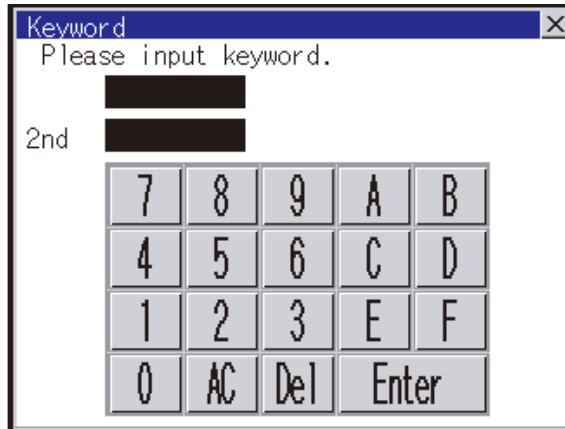 Keyword
Please input keyword.
2nd
7 8 9 A B
4 5 6 C D
1 2 3 E F
0 AC Del Enter